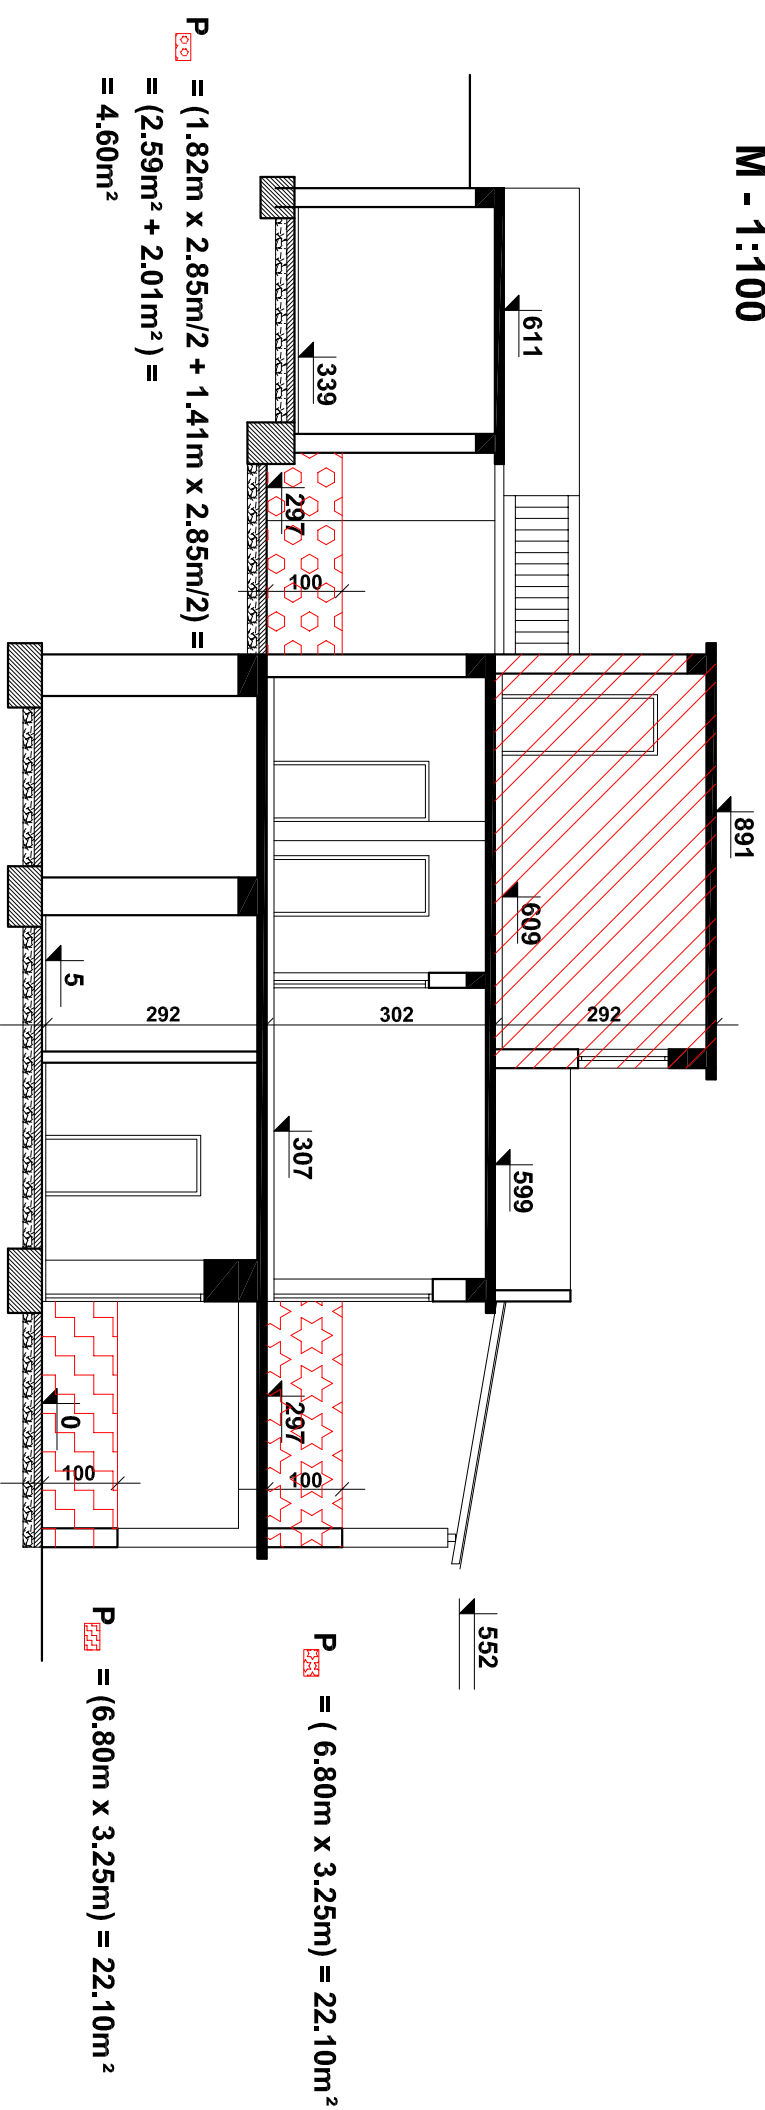 M - 1:100
891
611
609
599
552
339
297
307
297
5
0
292
302
292
100
100
100
P = (1.82m x 2.85m/2 + 1.41m x 2.85m/2) =
= (2.59m² + 2.01m²) =
= 4.60m²
P = ( 6.80m x 3.25m) = 22.10m²
P = (6.80m x 3.25m) = 22.10m²